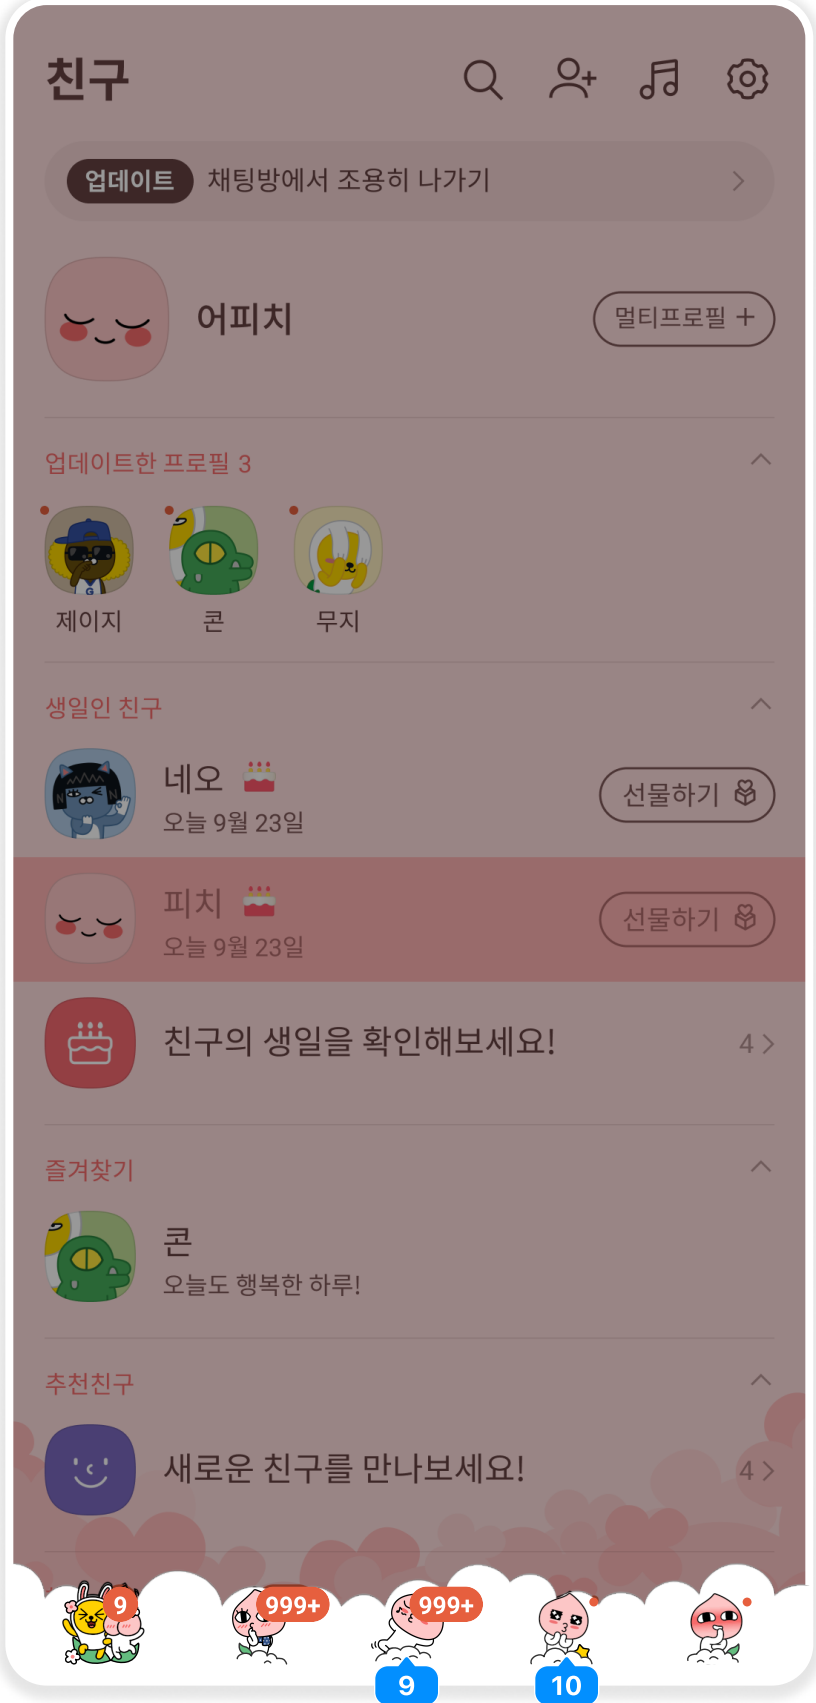 친구
업데이트 채팅방에서 조용히 나가기
어피치
멀티프로필 +
업데이트한 프로필 3
G
제이지 콘 무지
생일인 친구
네오
선물하기
오늘 9월 23일
피치
선물하기
오늘 9월 23일
친구의 생일을 확인해보세요!
4
즐겨찾기
콘
오늘도 행복한 하루!
추천친구
새로운 친구를 만나보세요!
4
9 999+ 999+
9 10